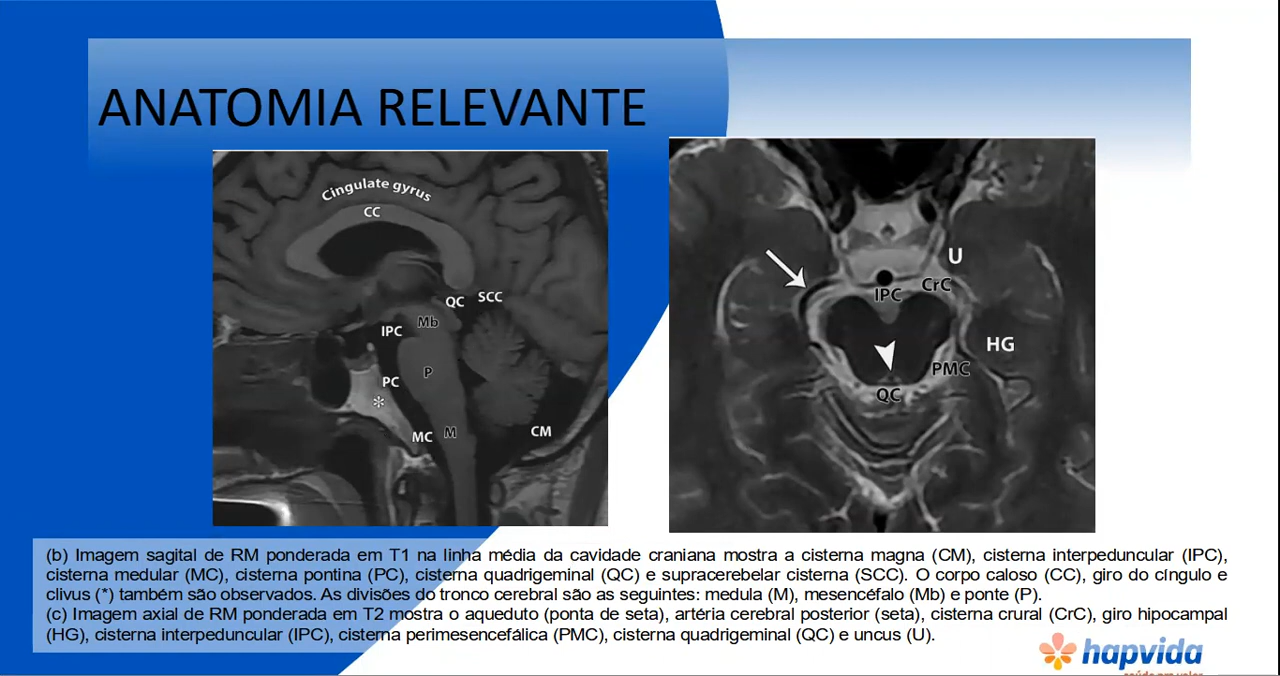 ANATOMIA RELEVANTE
Cingulate gyrus
CC
QC SCC
Mb
IPC
P
PC
*
MC M
CM
U
CrC
IPC
HG
PMC
QC
(b) Imagem sagital de RM ponderada em T1 na linha média da cavidade craniana mostra a cisterna magna (CM), cisterna interpeduncular (IPC),
cisterna medular (MC), cisterna pontina (PC), cisterna quadrigeminal (QC) e supracerebelar cisterna (SCC). O corpo caloso (CC), giro do cíngulo e
clivus (*) também são observados. As divisões do tronco cerebral são as seguintes: medula (M), mesencéfalo (Mb) e ponte (P).
(c) Imagem axial de RM ponderada em T2 mostra o aqueduto (ponta de seta), artéria cerebral posterior (seta), cisterna crural (CrC), giro hipocampal
(HG), cisterna interpeduncular (IPC), cisterna perimesencefálica (PMC), cisterna quadrigeminal (QC) e uncus (U).
hapvida